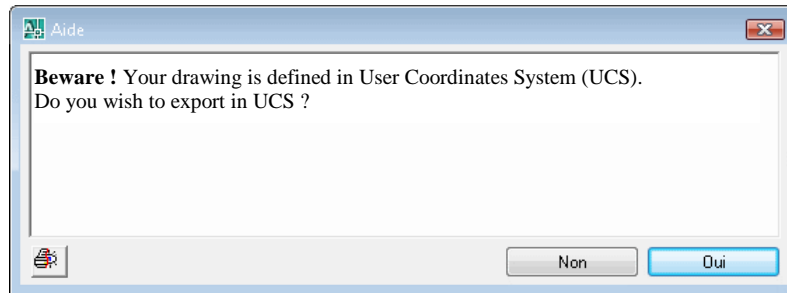 Aide
Beware ! Your drawing is defined in User Coordinates System (UCS).
Do you wish to export in UCS ?
Non
Oui